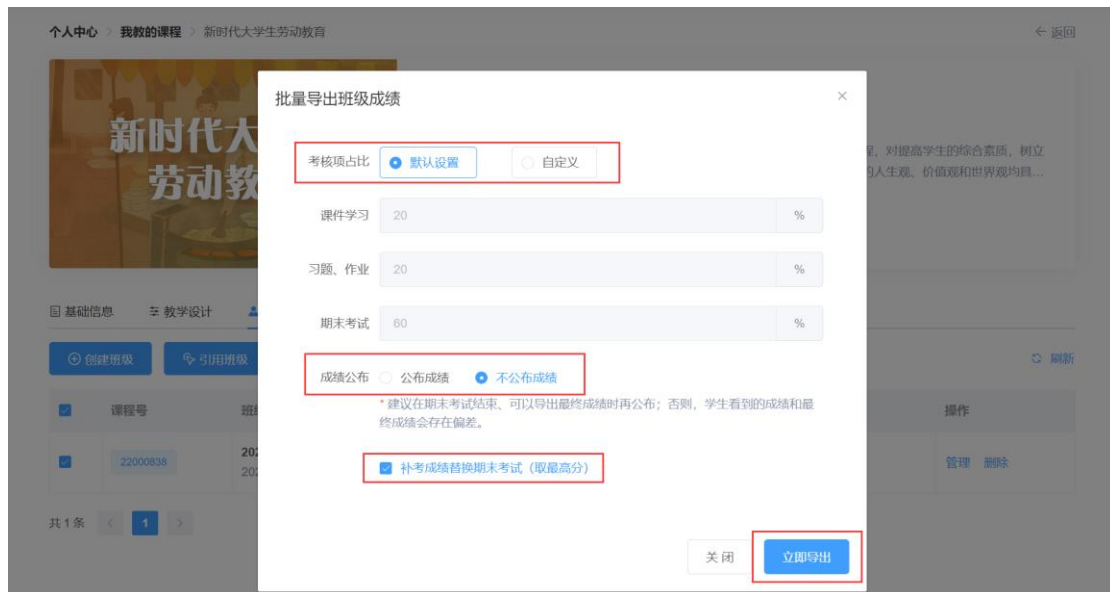 个人中心 > 我教的课程 > 新时代大学生劳动教育
← 返回
新时代大
劳动教
批量导出班级成绩
×
程，对提高学生的综合素质，树立
的人生观、价值观和世界观均具...
考核项占比 默认设置 自定义
课件学习 20 %
习题、作业 20 %
期末考试 60 %
基础信息 教学设计
创建班级 引用班级
刷新
成绩公布 公布成绩 不公布成绩
* 建议在期末考试结束、可以导出最终成绩时再公布；否则，学生看到的成绩和最
终成绩会存在偏差。
课程号 班级 操作
22000838 202
202
管理 删除
补考成绩替换期末考试（取最高分）
共 1 条 < 1 >
关 闭 立即导出